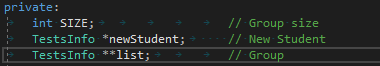 private:
int SIZE; // Group size
TestsInfo *newStudent; // New Student
TestsInfo **list; // Group